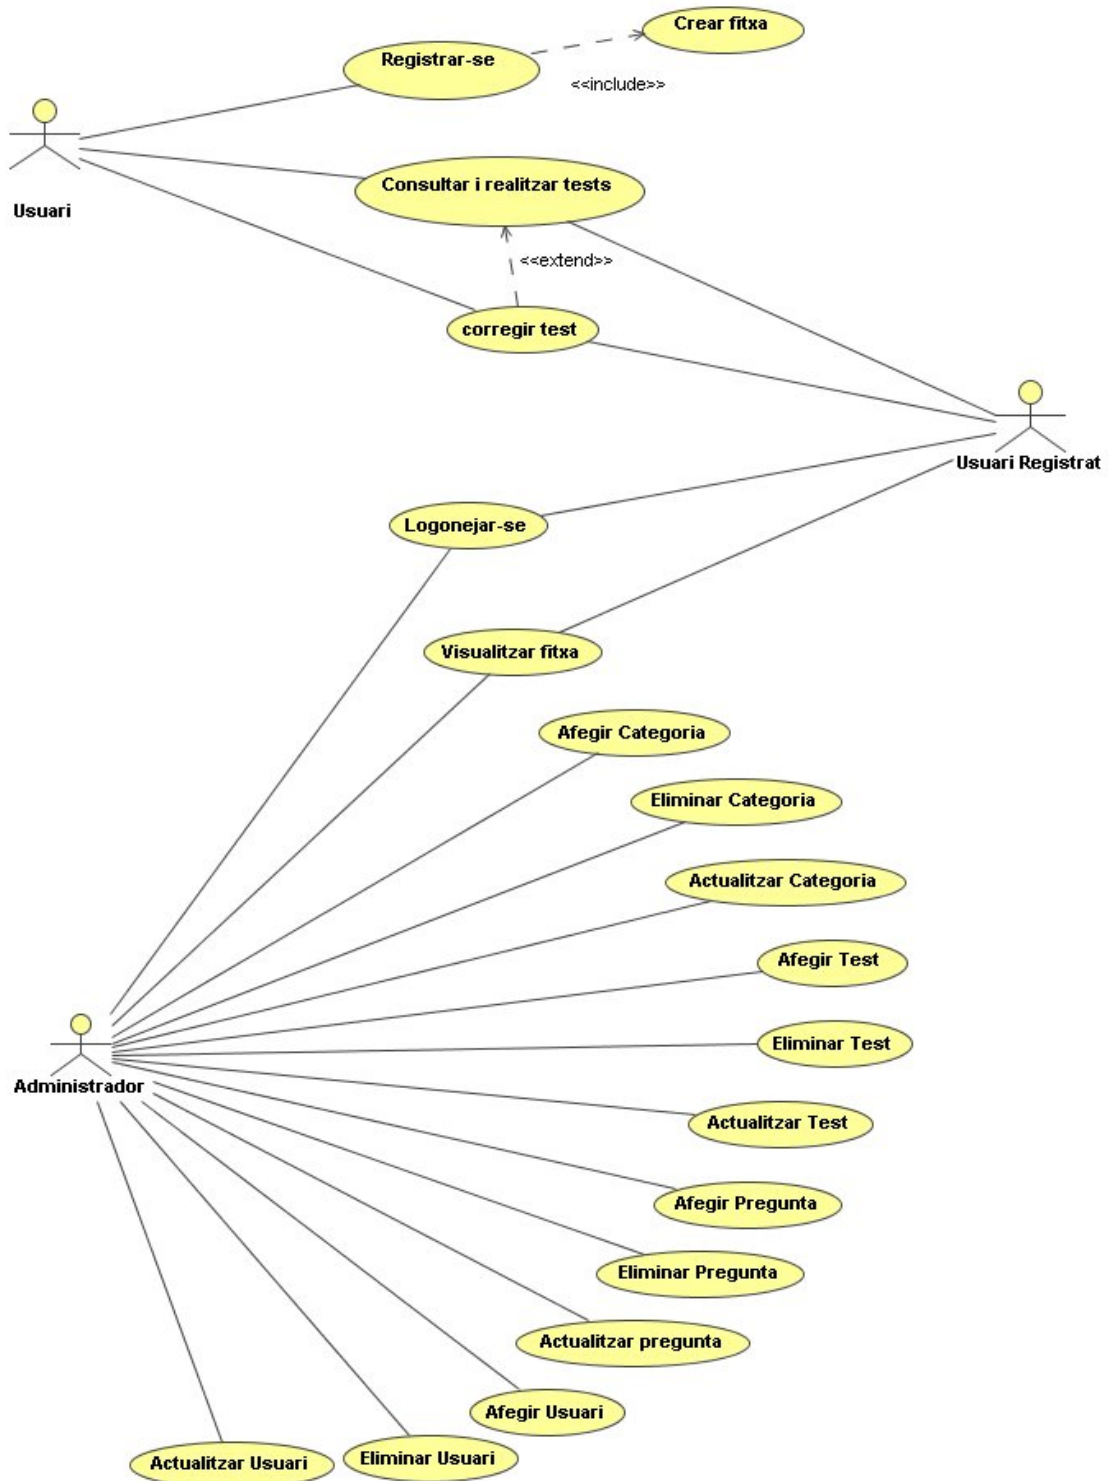 Crear fitxa
Registrar-se
<<include>>
Usuari
Consultar i realitzar tests
<<extend>>
corregir test
Usuari Registrat
Logonejar-se
Visualitzar fitxa
Afegir Categoria
Eliminar Categoria
Actualitzar Categoria
Afegir Test
Eliminar Test
Administrador
Actualitzar Test
Afegir Pregunta
Eliminar Pregunta
Actualitzar pregunta
Afegir Usuari
Eliminar Usuari
Actualitzar Usuari